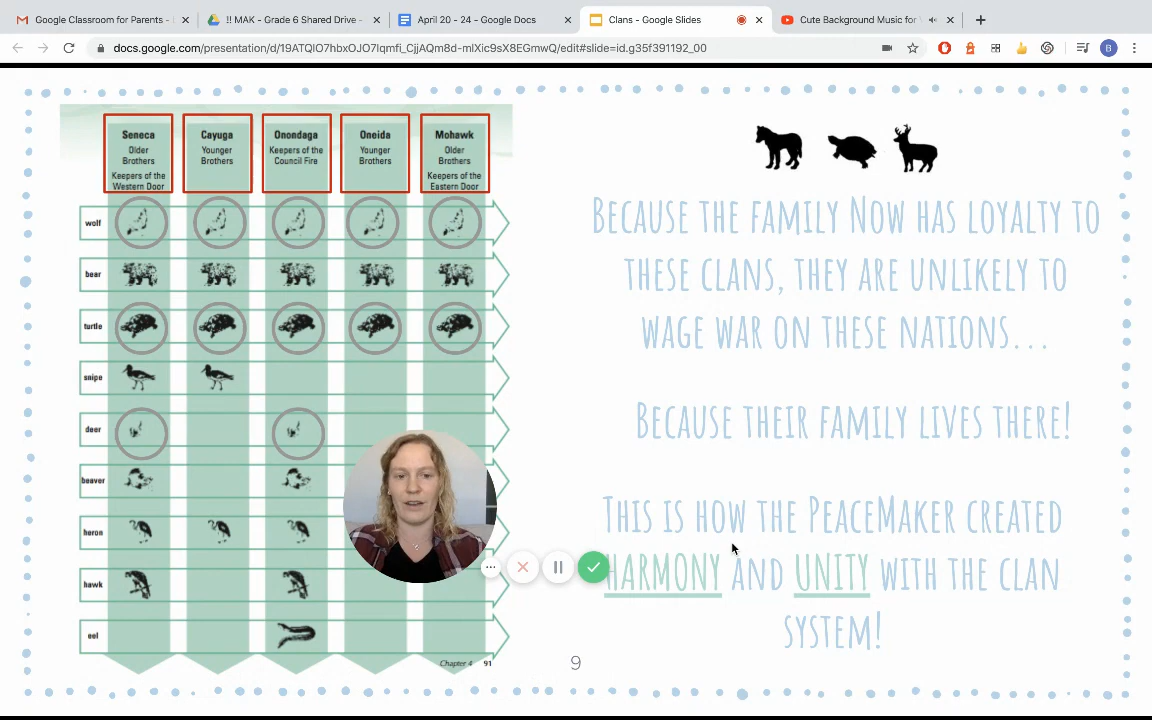 Google Classroom for Parents -
!! MAK - Grade 6 Shared Drive -
April 20 - 24 - Google Docs
Clans - Google Slides
Cute Background Music for
docs.google.com/presentation/d/19ATQIO7hbxOJO7Iqmfi_CjjAQm8d-mlXic9sX8EGmwQ/edit#slide=id.g35f391192_00
B
Seneca
Older
Brothers
Keepers of the
Western Door
Cayuga
Younger
Brothers
Onondaga
Keepers of the
Council Fire
Oneida
Younger
Brothers
Mohawk
Older
Brothers
Keepers of the
Eastern Door
wolf
bear
turtle
snipe
deer
beaver
heron
hawk
eel
Chapter 4 91
Because the family Now has loyalty to
these clans, they are unlikely to
wage war on these nations...
Because their family lives there!
This is how the PeaceMaker created
harmony and unity with the clan
system!
9